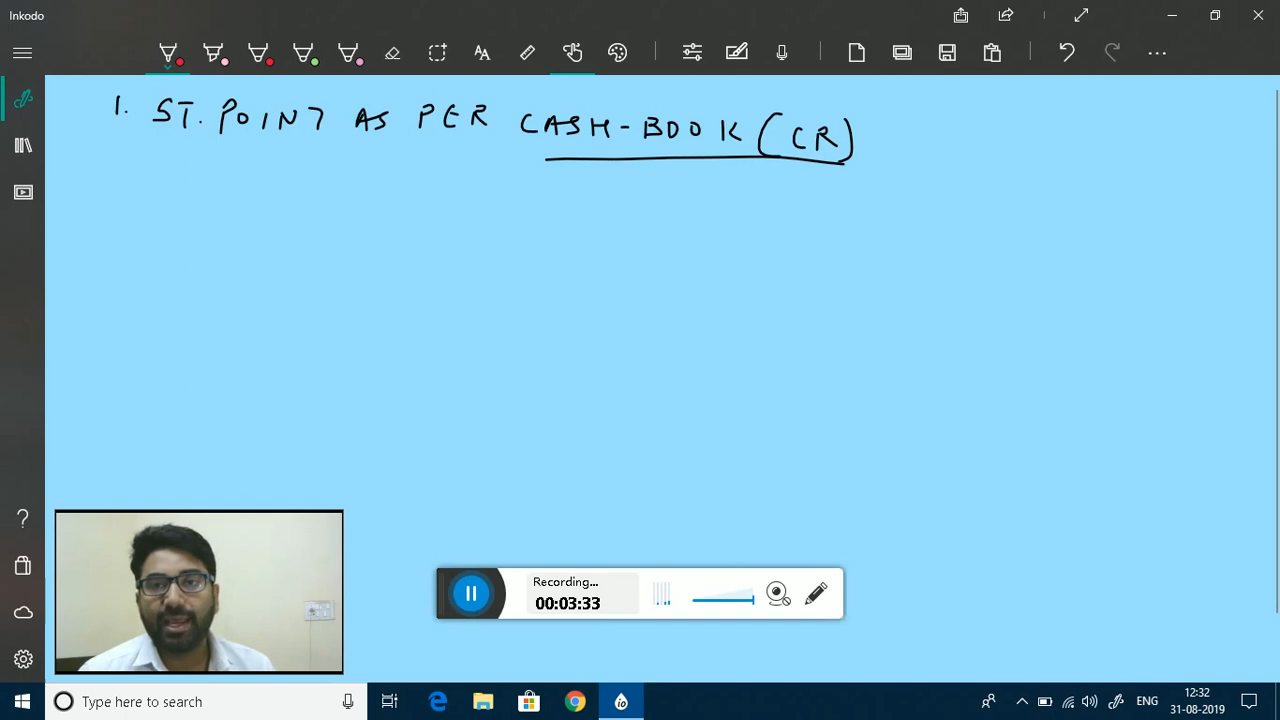 Inkodo
1. ST. POINT AS PER CASH-BOOK (CR)
Recording...
00:03:33
Type here to search
ENG
12:32
31-08-2019